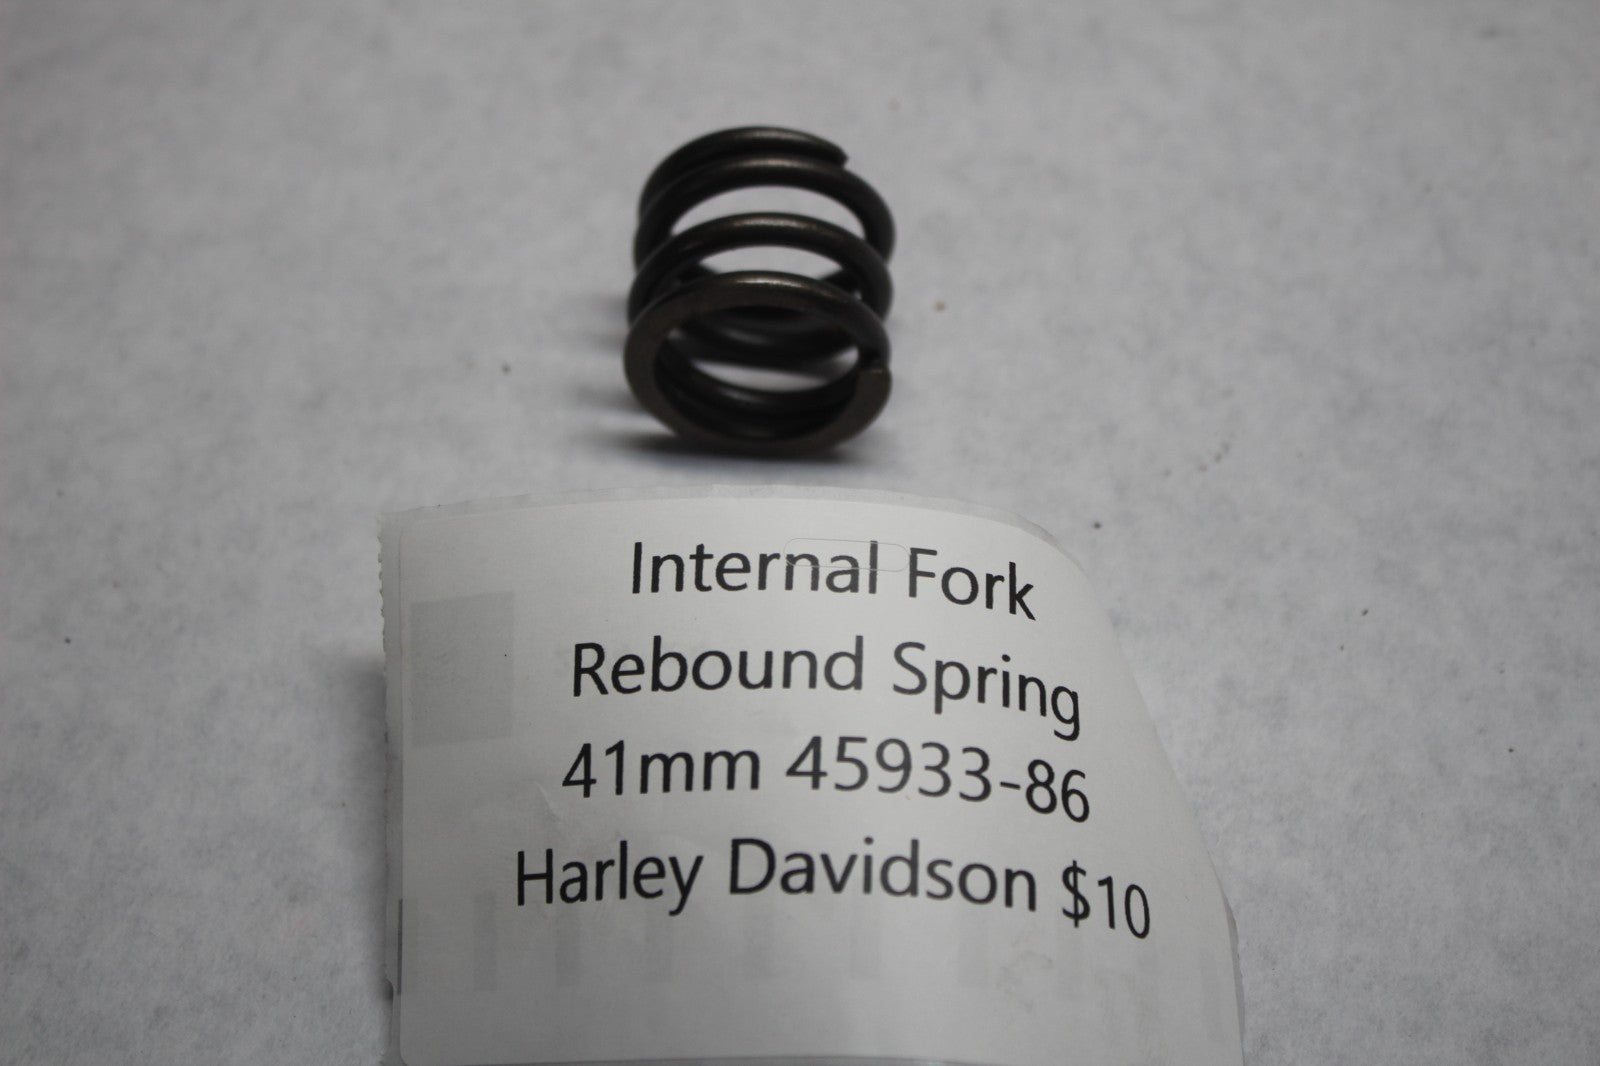 Internal Fork
Rebound Spring
41mm 45933-86
Harley Davidson $10